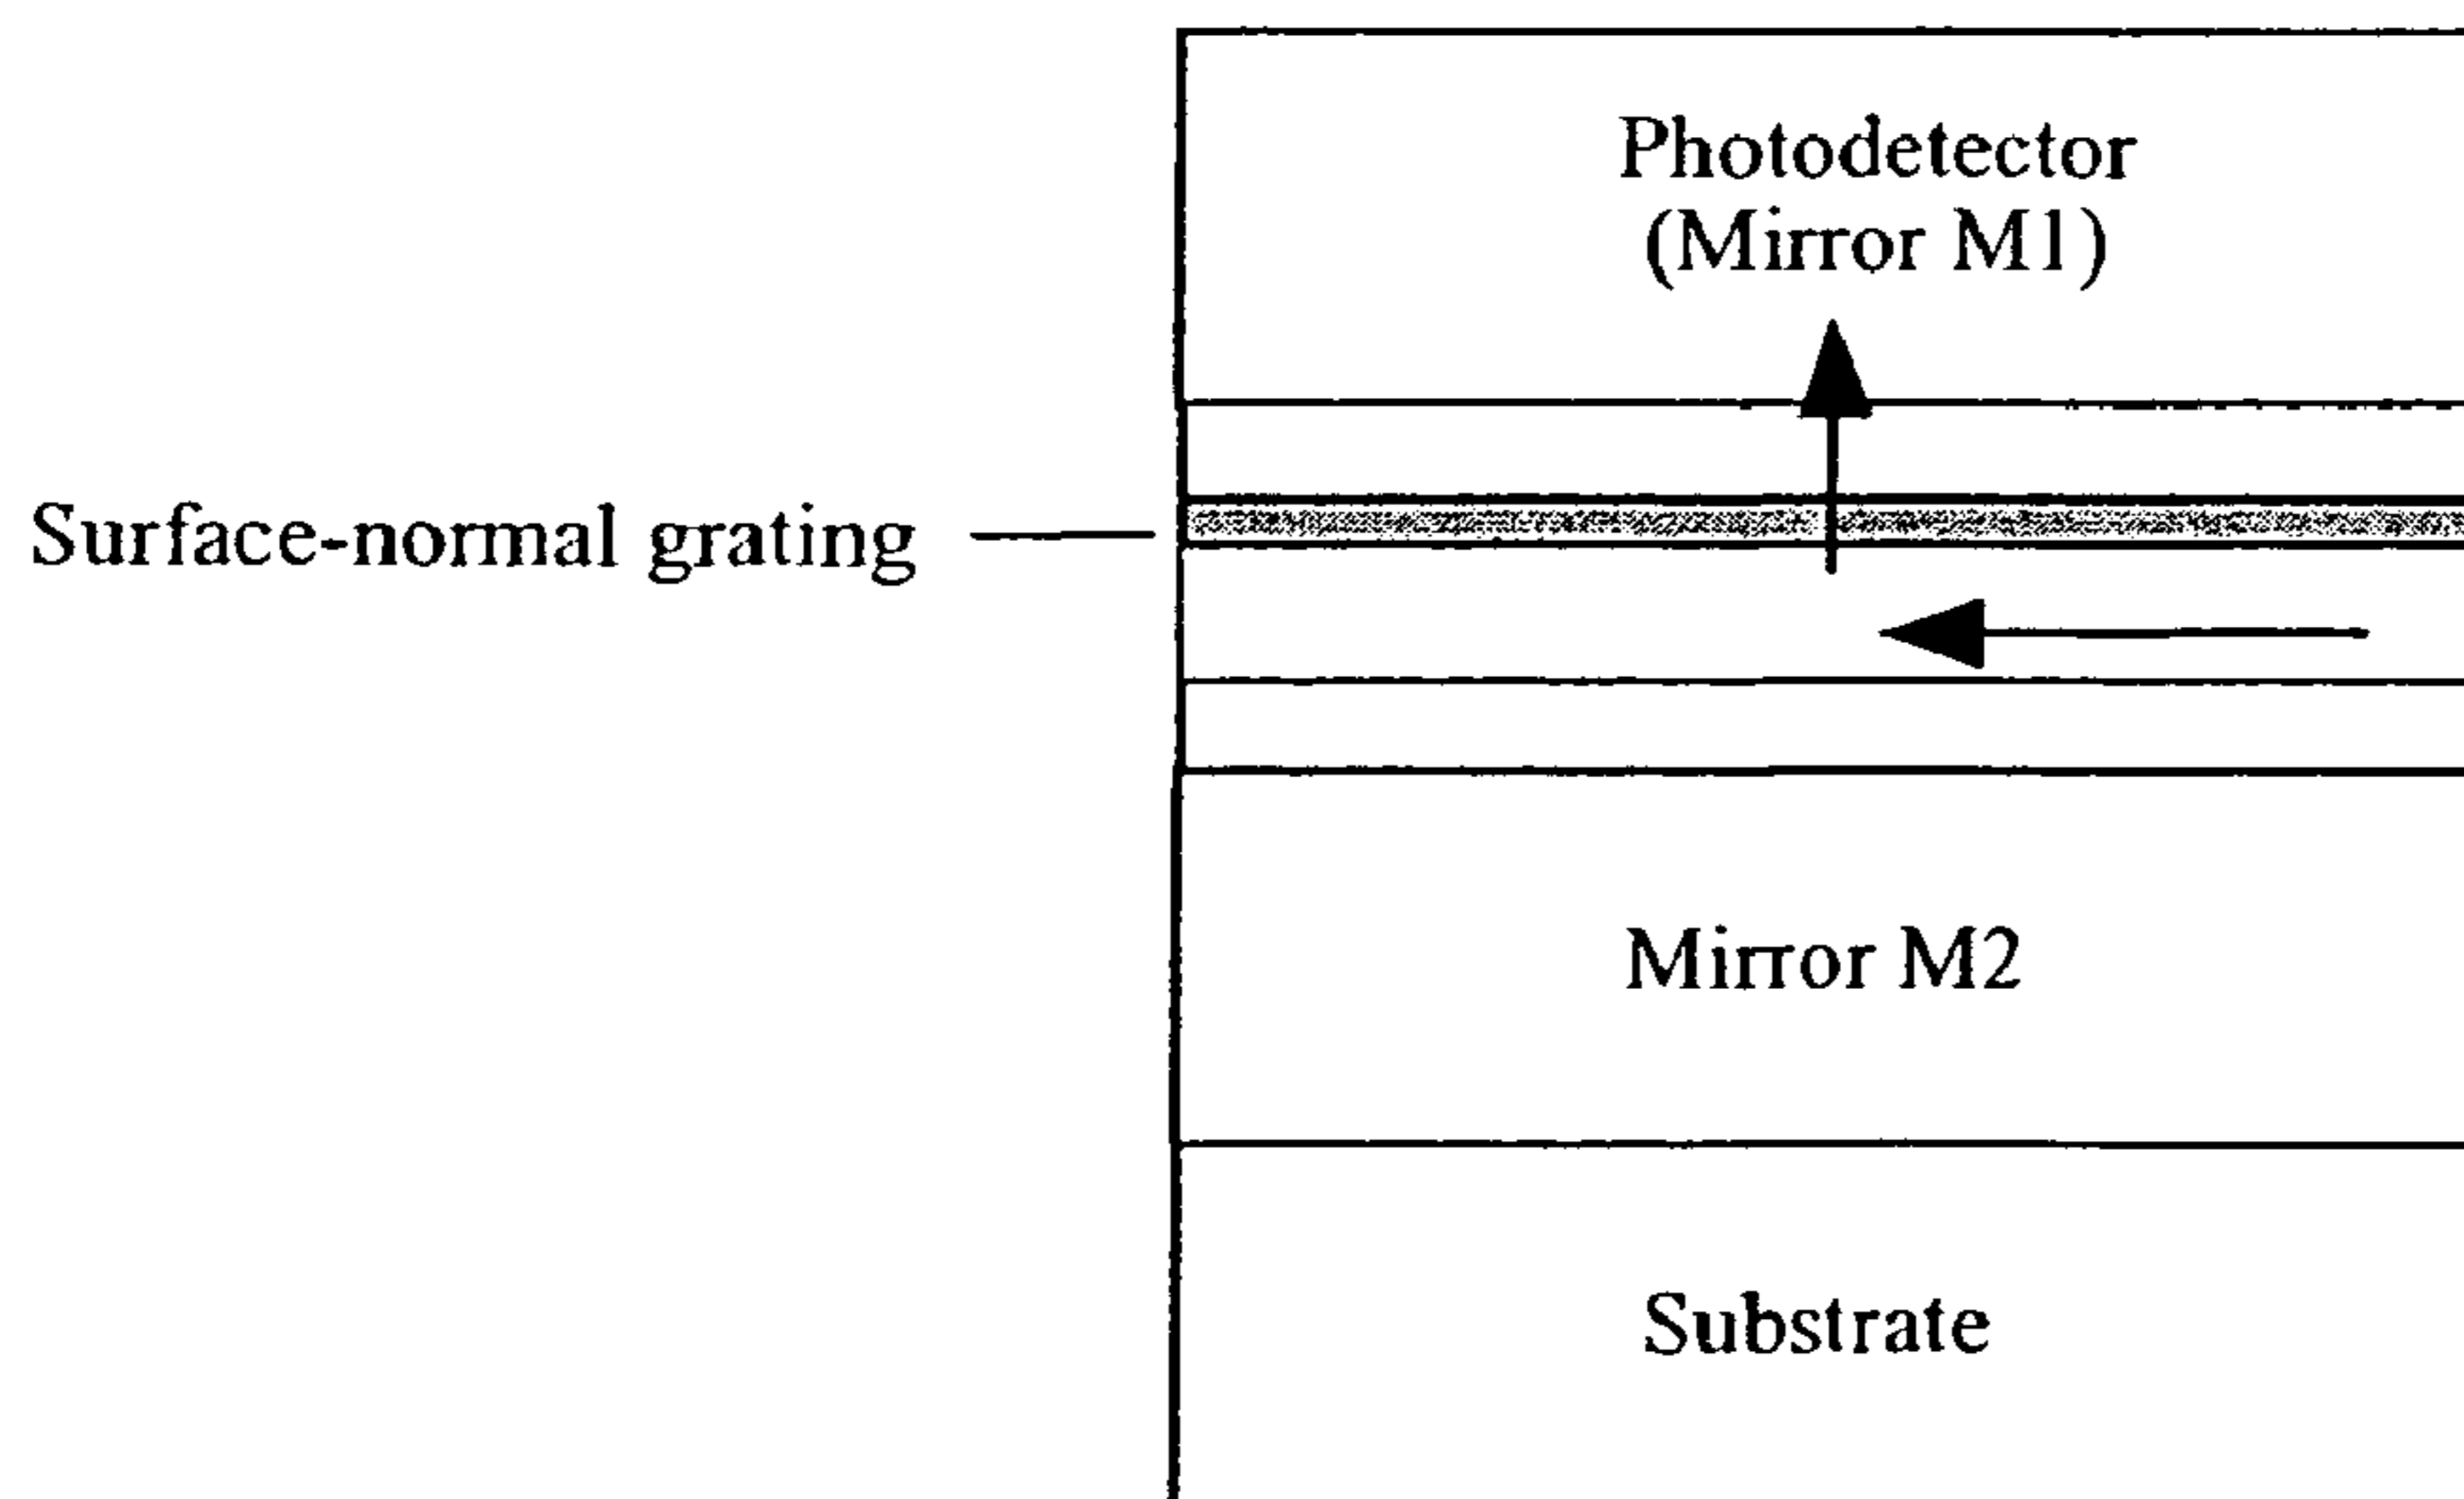 Photodetector
(Mirror M1)
Surface-normal grating
Mirror M2
Substrate